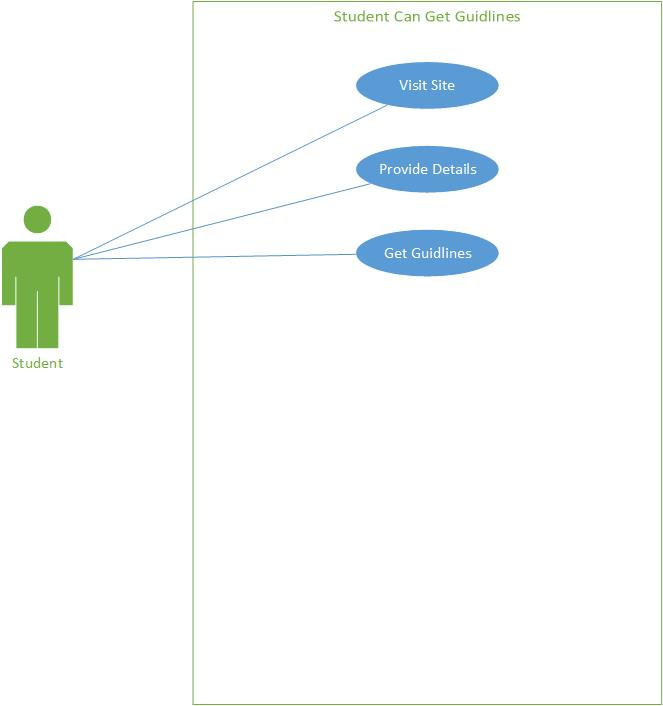 Student Can Get Guidlines
Visit Site
Provide Details
Get Guidlines
Student